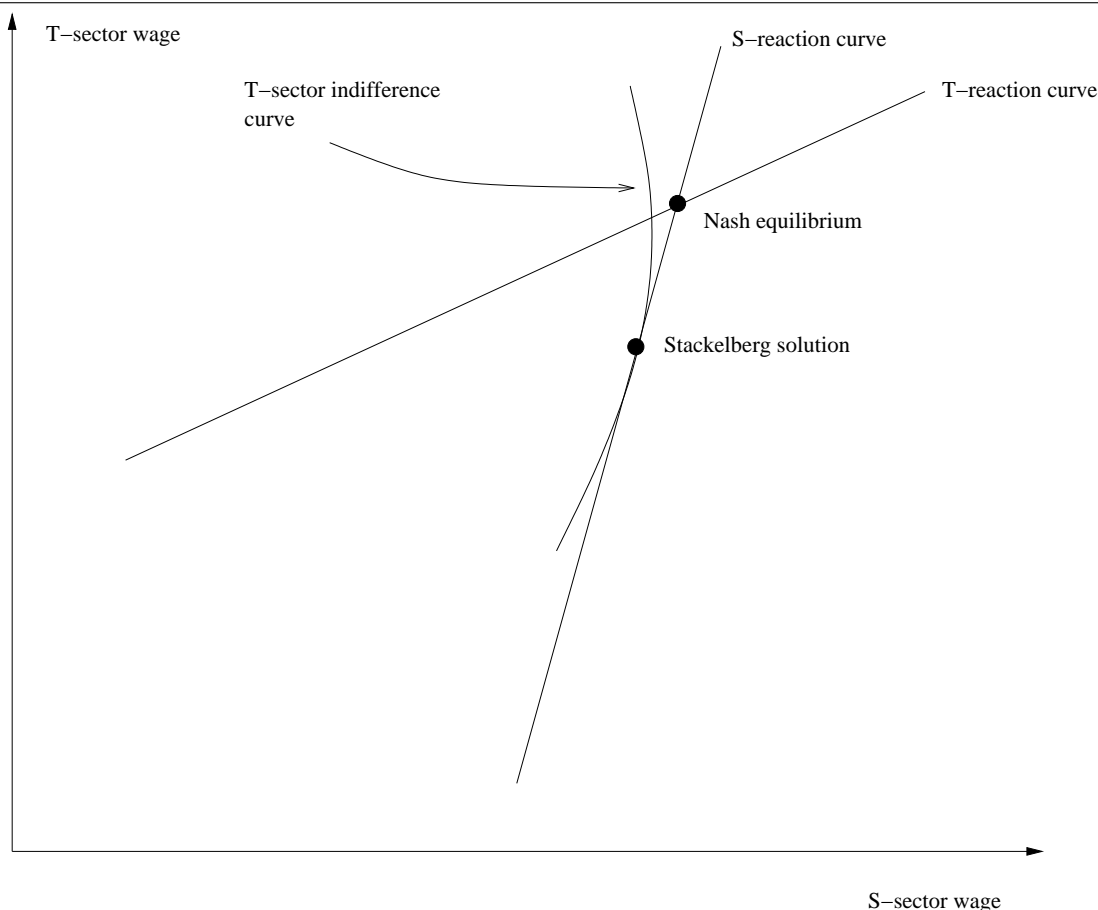 T−sector wage
S−reaction curve
T−sector indifference
curve
T−reaction curve
Nash equilibrium
Stackelberg solution
S−sector wage